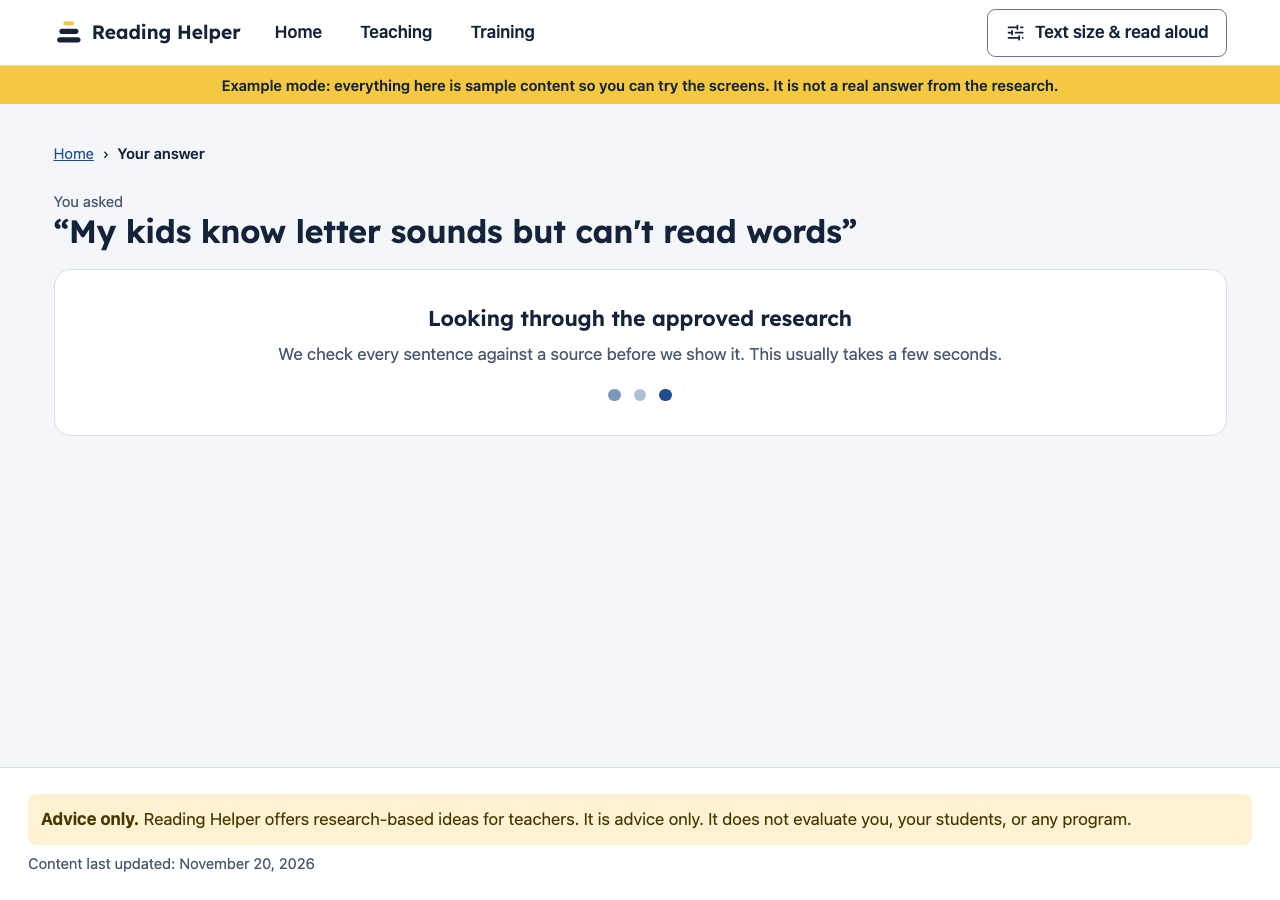 Reading Helper
Home
Teaching
Training
Text size & read aloud
Example mode: everything here is sample content so you can try the screens. It is not a real answer from the research.
Home › Your answer
You asked
“My kids know letter sounds but can't read words”
Looking through the approved research
We check every sentence against a source before we show it. This usually takes a few seconds.
Advice only. Reading Helper offers research-based ideas for teachers. It is advice only. It does not evaluate you, your students, or any program.
Content last updated: November 20, 2026